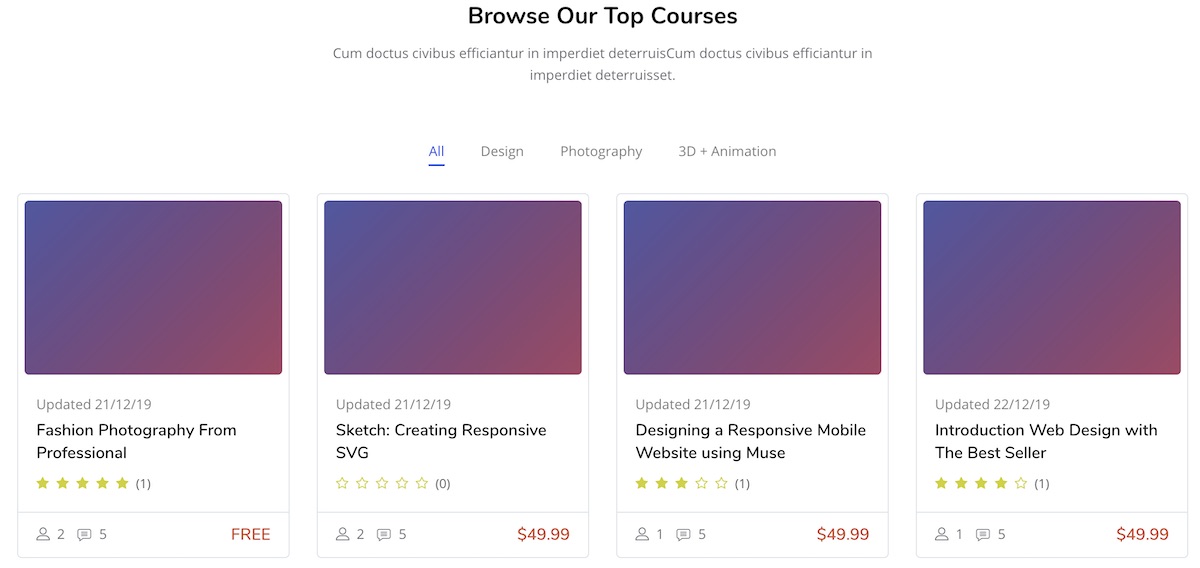 Browse Our Top Courses
Cum doctus civibus efficiantur in imperdiet deterruisCum doctus civibus efficiantur in
imperdiet deterruisset.
All Design Photography 3D + Animation
Updated 21/12/19
Fashion Photography From
Professional
(1)
2 5 FREE
Updated 21/12/19
Sketch: Creating Responsive
SVG
(0)
2 5 $49.99
Updated 21/12/19
Designing a Responsive Mobile
Website using Muse
(1)
1 5 $49.99
Updated 22/12/19
Introduction Web Design with
The Best Seller
(1)
1 5 $49.99